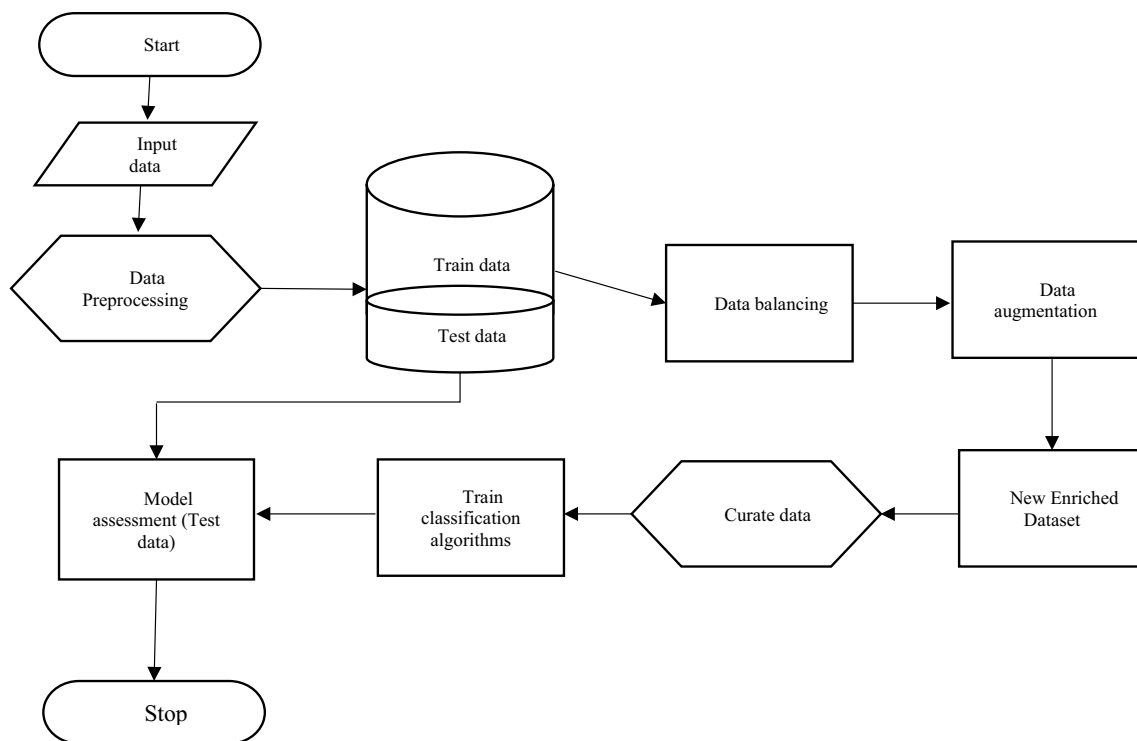 Start
Input
data
Data
Preprocessing
Train data
Test data
Data balancing
Data
augmentation
New Enriched
Dataset
Curate data
Train
classification
algorithms
Model
assessment (Test
data)
Stop